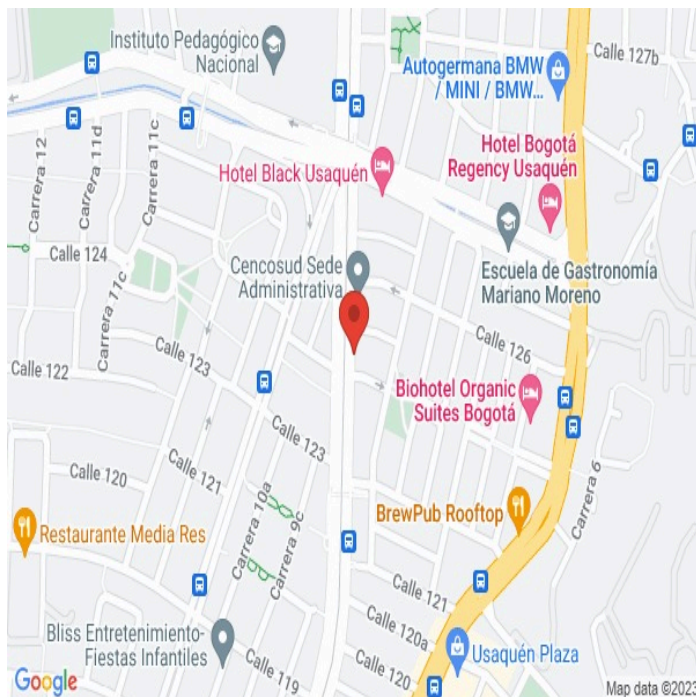 Instituto Pedagógico
Nacional
Calle 127b
Autogermana BMW
/ MINI / BMW...
Hotel Bogotá
Regency Usaquén
Hotel Black Usaquén
Carrera 12
Carrera 11d
Carrera 11c
Calle 124
Carrera 11c
Cencosud Sede
Administrativa
Escuela de Gastronomía
Mariano Moreno
Calle 126
Calle 123
Calle 122
Biohotel Organic
Suites Bogotá
Calle 123
Calle 120
Calle 121
Carrera 10a
Carrera 9c
BrewPub Rooftop
Carrera 6
Restaurante Media Res
Calle 121
Calle 120a
Bliss Entretenimiento-
Fiestas Infantiles
Calle 119
Calle 120
Usaquén Plaza
Google
Map data ©2023